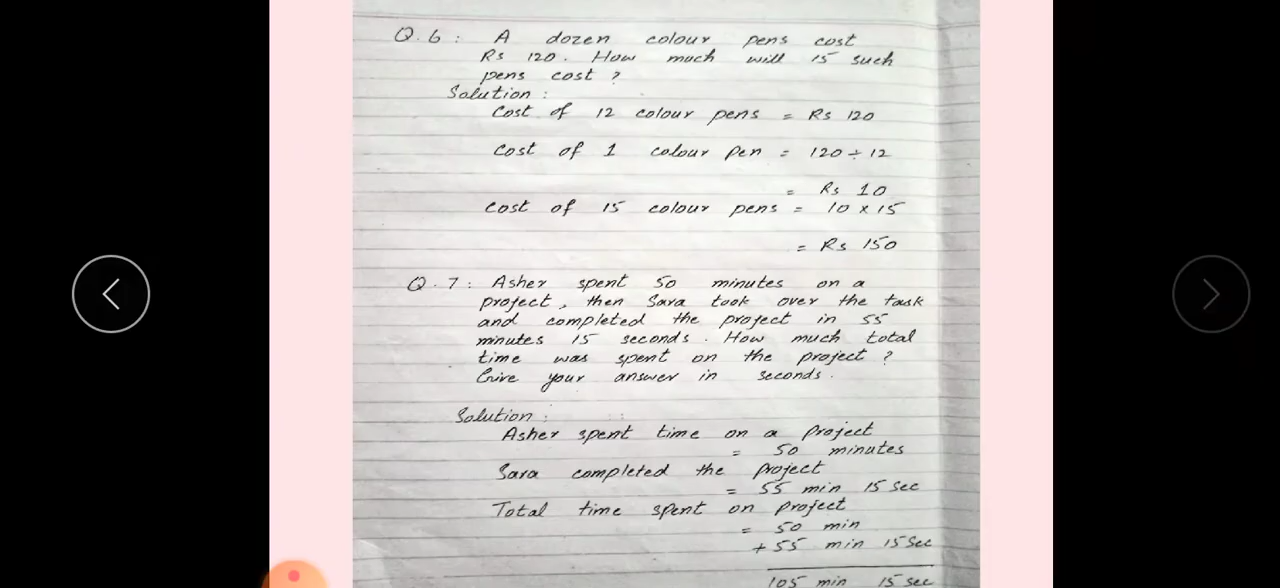 Q.6: A dozen colour pens cost
Rs 120. How much will 15 such
pens cost?
Solution:
Cost of 12 colour pens = Rs 120
Cost of 1 colour pen = 120 ÷ 12
= Rs 10
Cost of 15 colour pens = 10 × 15
= Rs 150
Q.7: Asher spent 50 minutes on a
project, then Sara took over the task
and completed the project in 55
minutes 15 seconds. How much total
time was spent on the project?
Give your answer in seconds.
Solution:
Asher spent time on a project
= 50 minutes
Sara completed the project
= 55 min 15 sec
Total time spent on project
= 50 min
+ 55 min 15 sec
105 min 15 sec